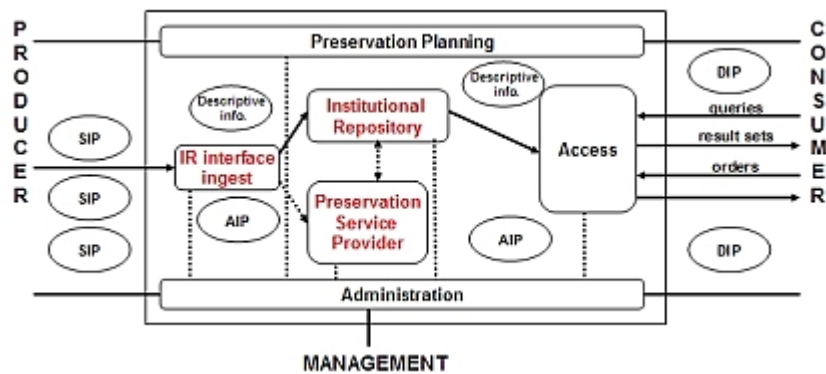 PRODUCER
Preservation Planning
CONSUMER
DIP
Descriptive
info.
Descriptive
info.
Institutional
Repository
queries
SIP
result sets
Access
IR interface
ingest
orders
SIP
Preservation
Service
Provider
AIP
AIP
SIP
DIP
Administration
MANAGEMENT